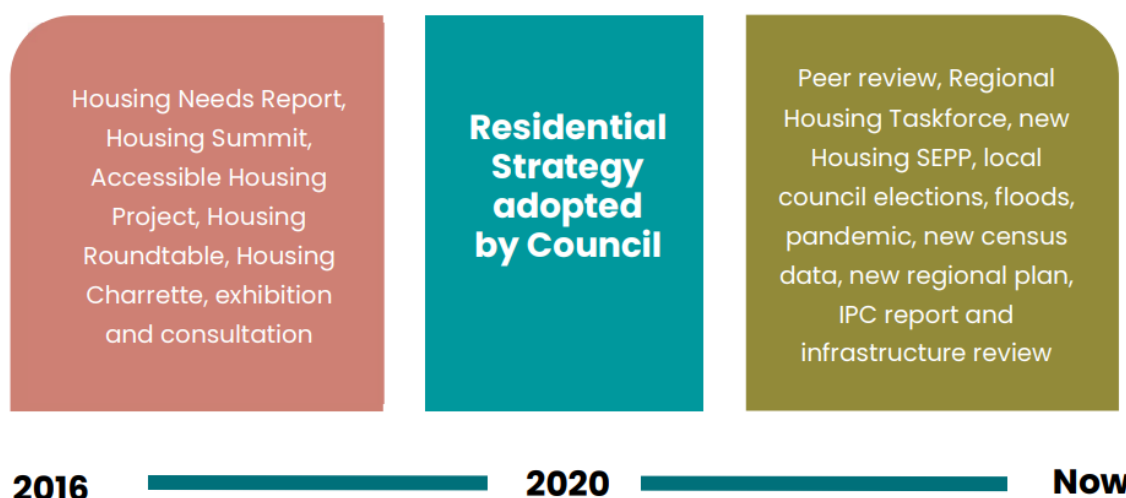 Housing Needs Report,
Housing Summit,
Accessible Housing
Project, Housing
Roundtable, Housing
Charrette, exhibition
and consultation
Residential
Strategy
adopted
by Council
Peer review, Regional
Housing Taskforce, new
Housing SEPP, local
council elections, floods,
pandemic, new census
data, new regional plan,
IPC report and
infrastructure review
2016
2020
Now